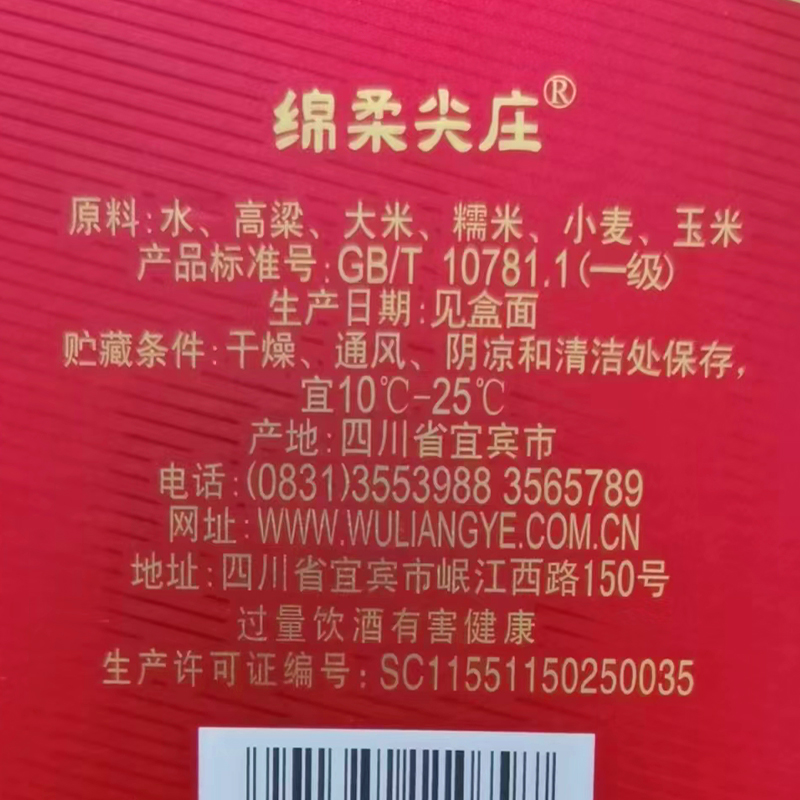 绵柔尖庄®
原料:水、高粱、大米、糯米、小麦、玉米
产品标准号:GB/T 10781.1(一级)
生产日期:见盒面
贮藏条件:干燥、通风、阴凉和清洁处保存,
宜10℃-25℃
产地:四川省宜宾市
电话:(0831)3553988 3565789
网址:WWW.WULIANGYE.COM.CN
地址:四川省宜宾市岷江西路150号
过量饮酒有害健康
生产许可证编号:SC11551150250035